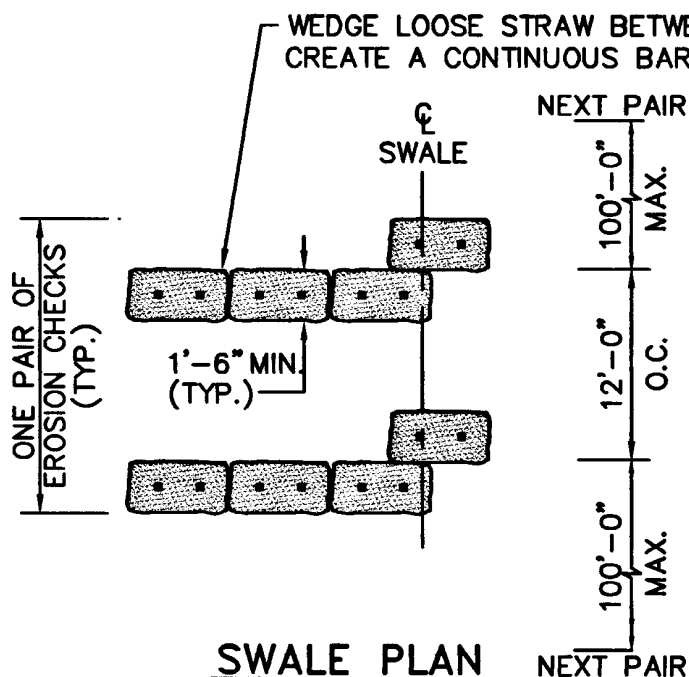 WEDGE LOOSE STRAW BETWE
CREATE A CONTINUOUS BAR
NEXT PAIR
℄
SWALE
100'-0"
MAX.
ONE PAIR OF
EROSION CHECKS
(TYP.)
1'-6" MIN.
(TYP.)
12'-0"
O.C.
100'-0"
MAX.
SWALE PLAN
NEXT PAIR